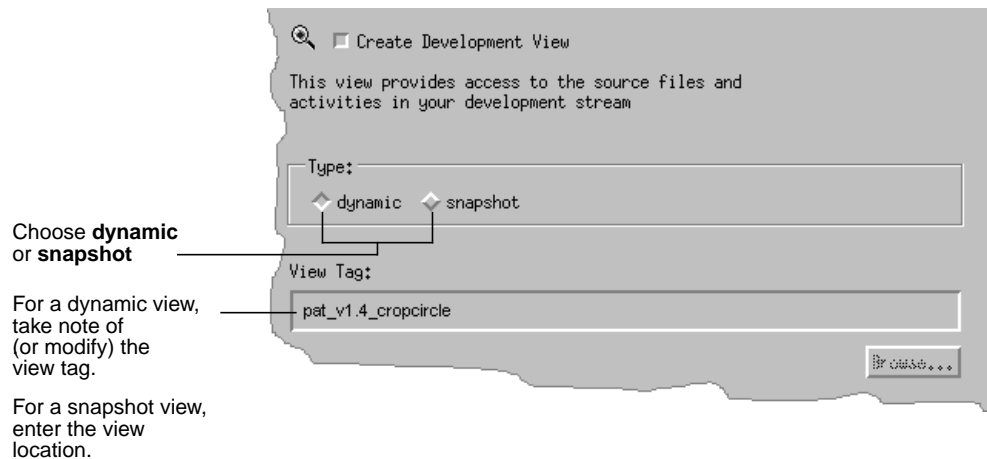 Create Development View
This view provides access to the source files and
activities in your development stream
Type:
dynamic snapshot
Choose dynamic
or snapshot
View Tag:
For a dynamic view,
take note of
(or modify) the
view tag.
pat_v1.4_cropcircle
Browse...
For a snapshot view,
enter the view
location.